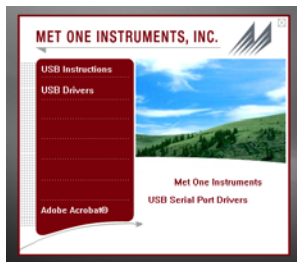 MET ONE INSTRUMENTS, INC.
USB Instructions
USB Drivers
Adobe Acrobat®
Met One Instruments
USB Serial Port Drivers